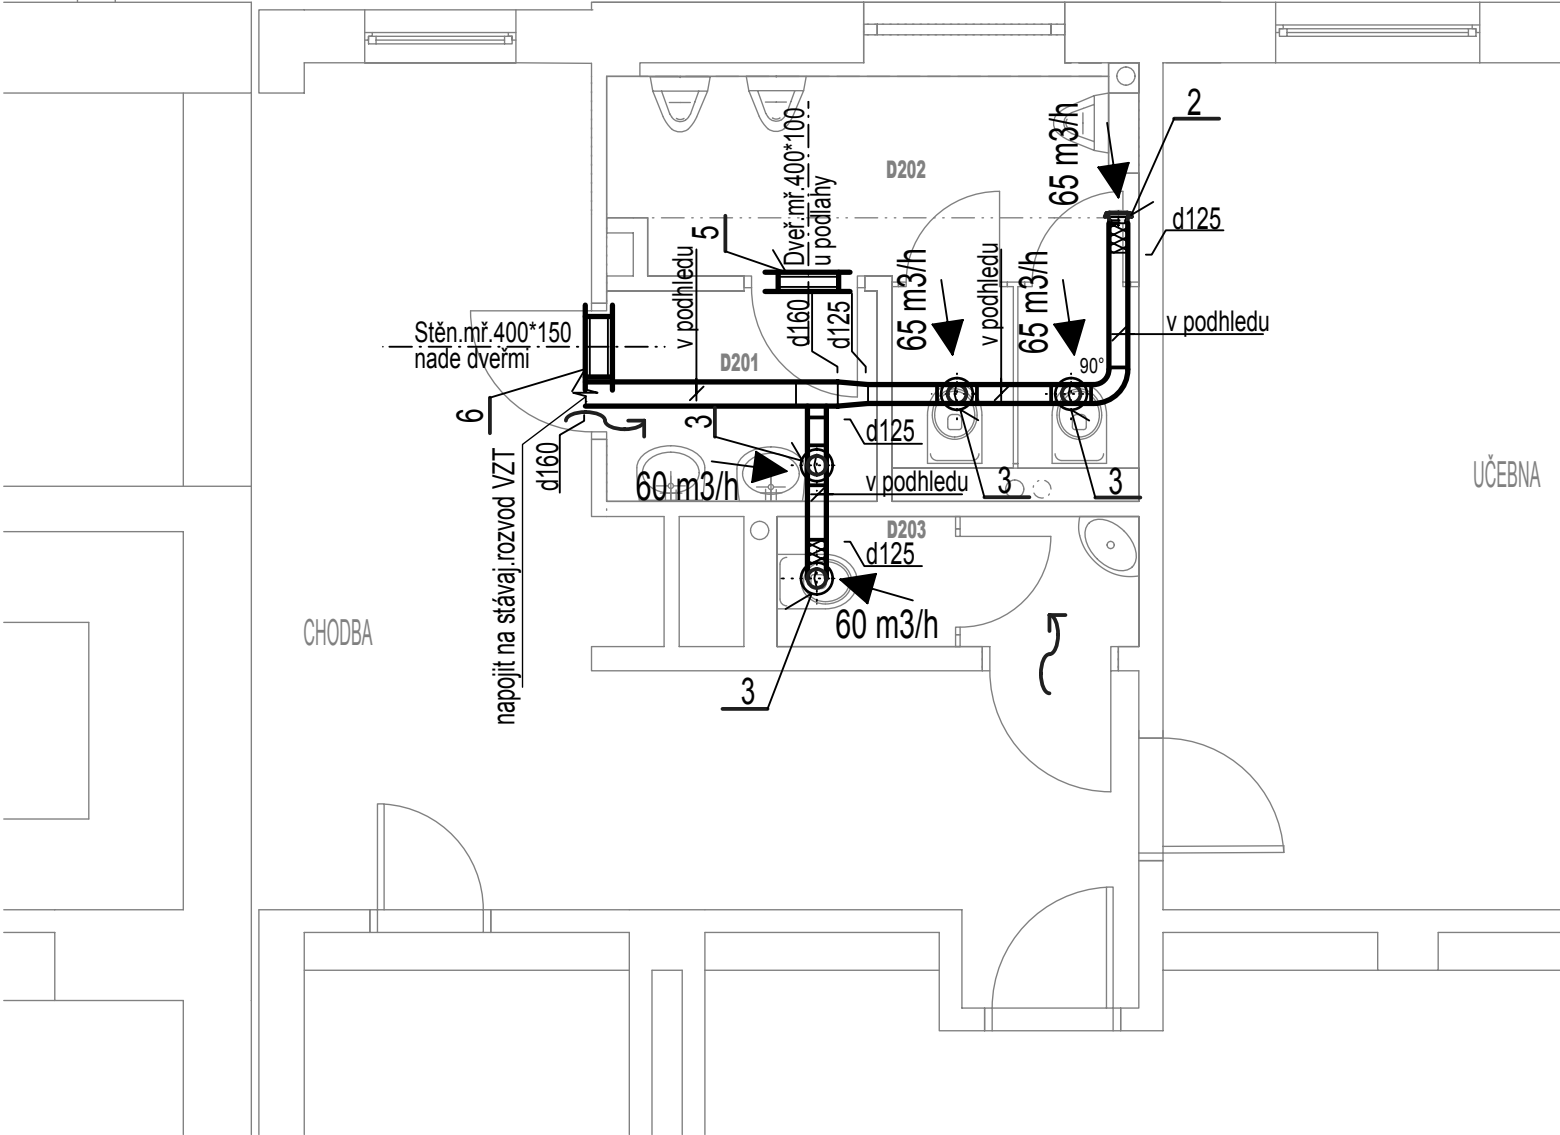 2
65 m3/h
D202
Dveř.mř.400*100
u podlahy
d125
5
v podhledu
65 m3/h
v podhledu
65 m3/h
d160
d125
v podhledu
Stěn.mř.400*150
nade dveřmi
D201
90°
6
3
d125
napojit na stávaj.rozvod VZT
d160
60 m3/h
v podhledu
3
3
UČEBNA
D203
d125
60 m3/h
CHODBA
3